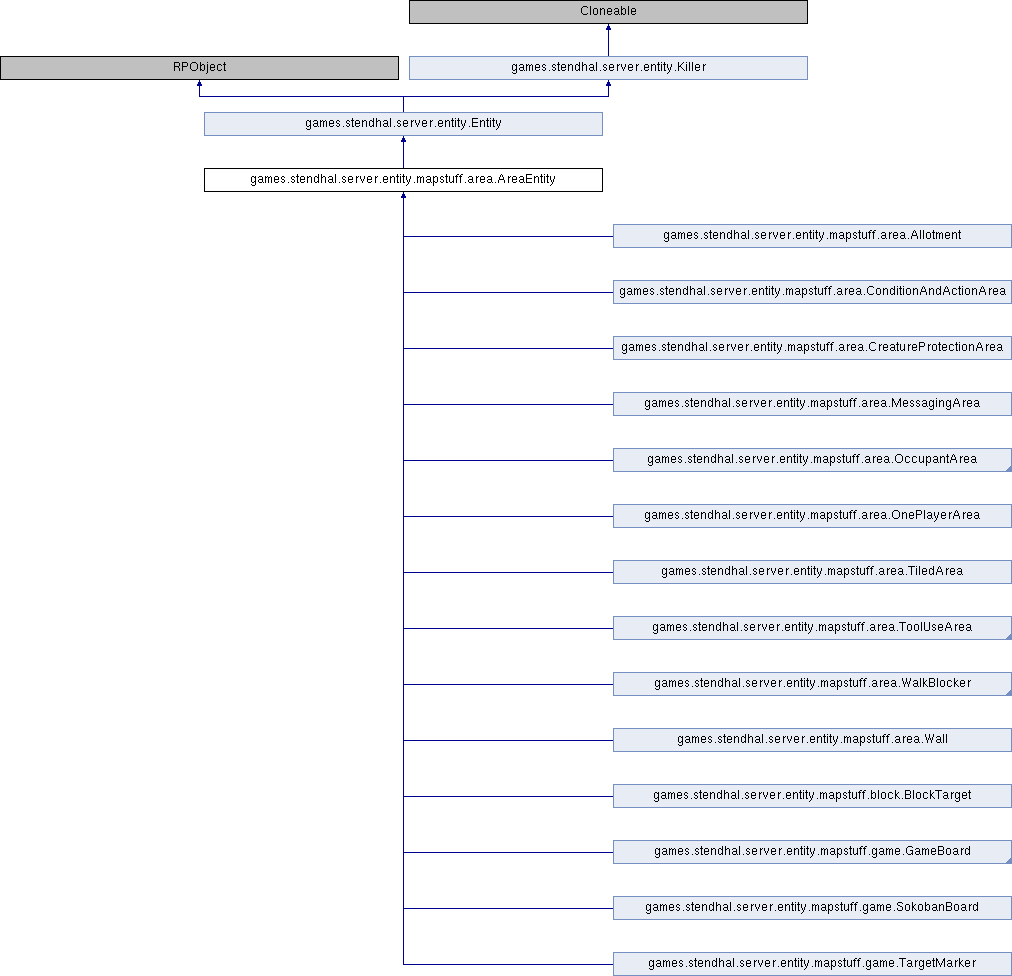 Cloneable
RPObject
games.stendhal.server.entity.Killer
games.stendhal.server.entity.Entity
games.stendhal.server.entity.mapstuff.area.AreaEntity
games.stendhal.server.entity.mapstuff.area.Allotment
games.stendhal.server.entity.mapstuff.area.ConditionAndActionArea
games.stendhal.server.entity.mapstuff.area.CreatureProtectionArea
games.stendhal.server.entity.mapstuff.area.MessagingArea
games.stendhal.server.entity.mapstuff.area.OccupantArea
games.stendhal.server.entity.mapstuff.area.OnePlayerArea
games.stendhal.server.entity.mapstuff.area.TiledArea
games.stendhal.server.entity.mapstuff.area.ToolUseArea
games.stendhal.server.entity.mapstuff.area.WalkBlocker
games.stendhal.server.entity.mapstuff.area.Wall
games.stendhal.server.entity.mapstuff.block.BlockTarget
games.stendhal.server.entity.mapstuff.game.GameBoard
games.stendhal.server.entity.mapstuff.game.SokobanBoard
games.stendhal.server.entity.mapstuff.game.TargetMarker